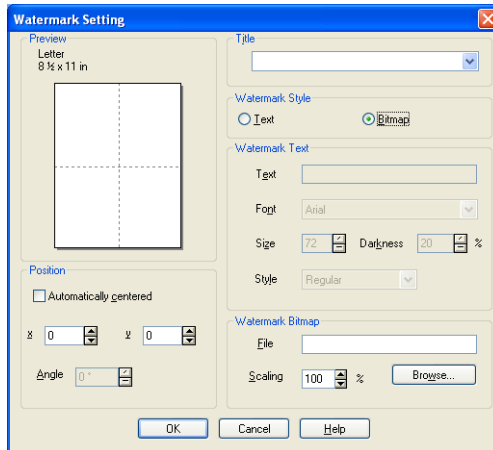 Watermark Setting
Preview
Letter
8 ½ x 11 in
Title
Watermark Style
Text
Bitmap
Watermark Text
Text
Font
Arial
Size
72
Darkness
20
%
Style
Regular
Position
Automatically centered
x
0
y
0
Angle
0 °
Watermark Bitmap
File
Scaling
100
%
Browse...
OK
Cancel
Help